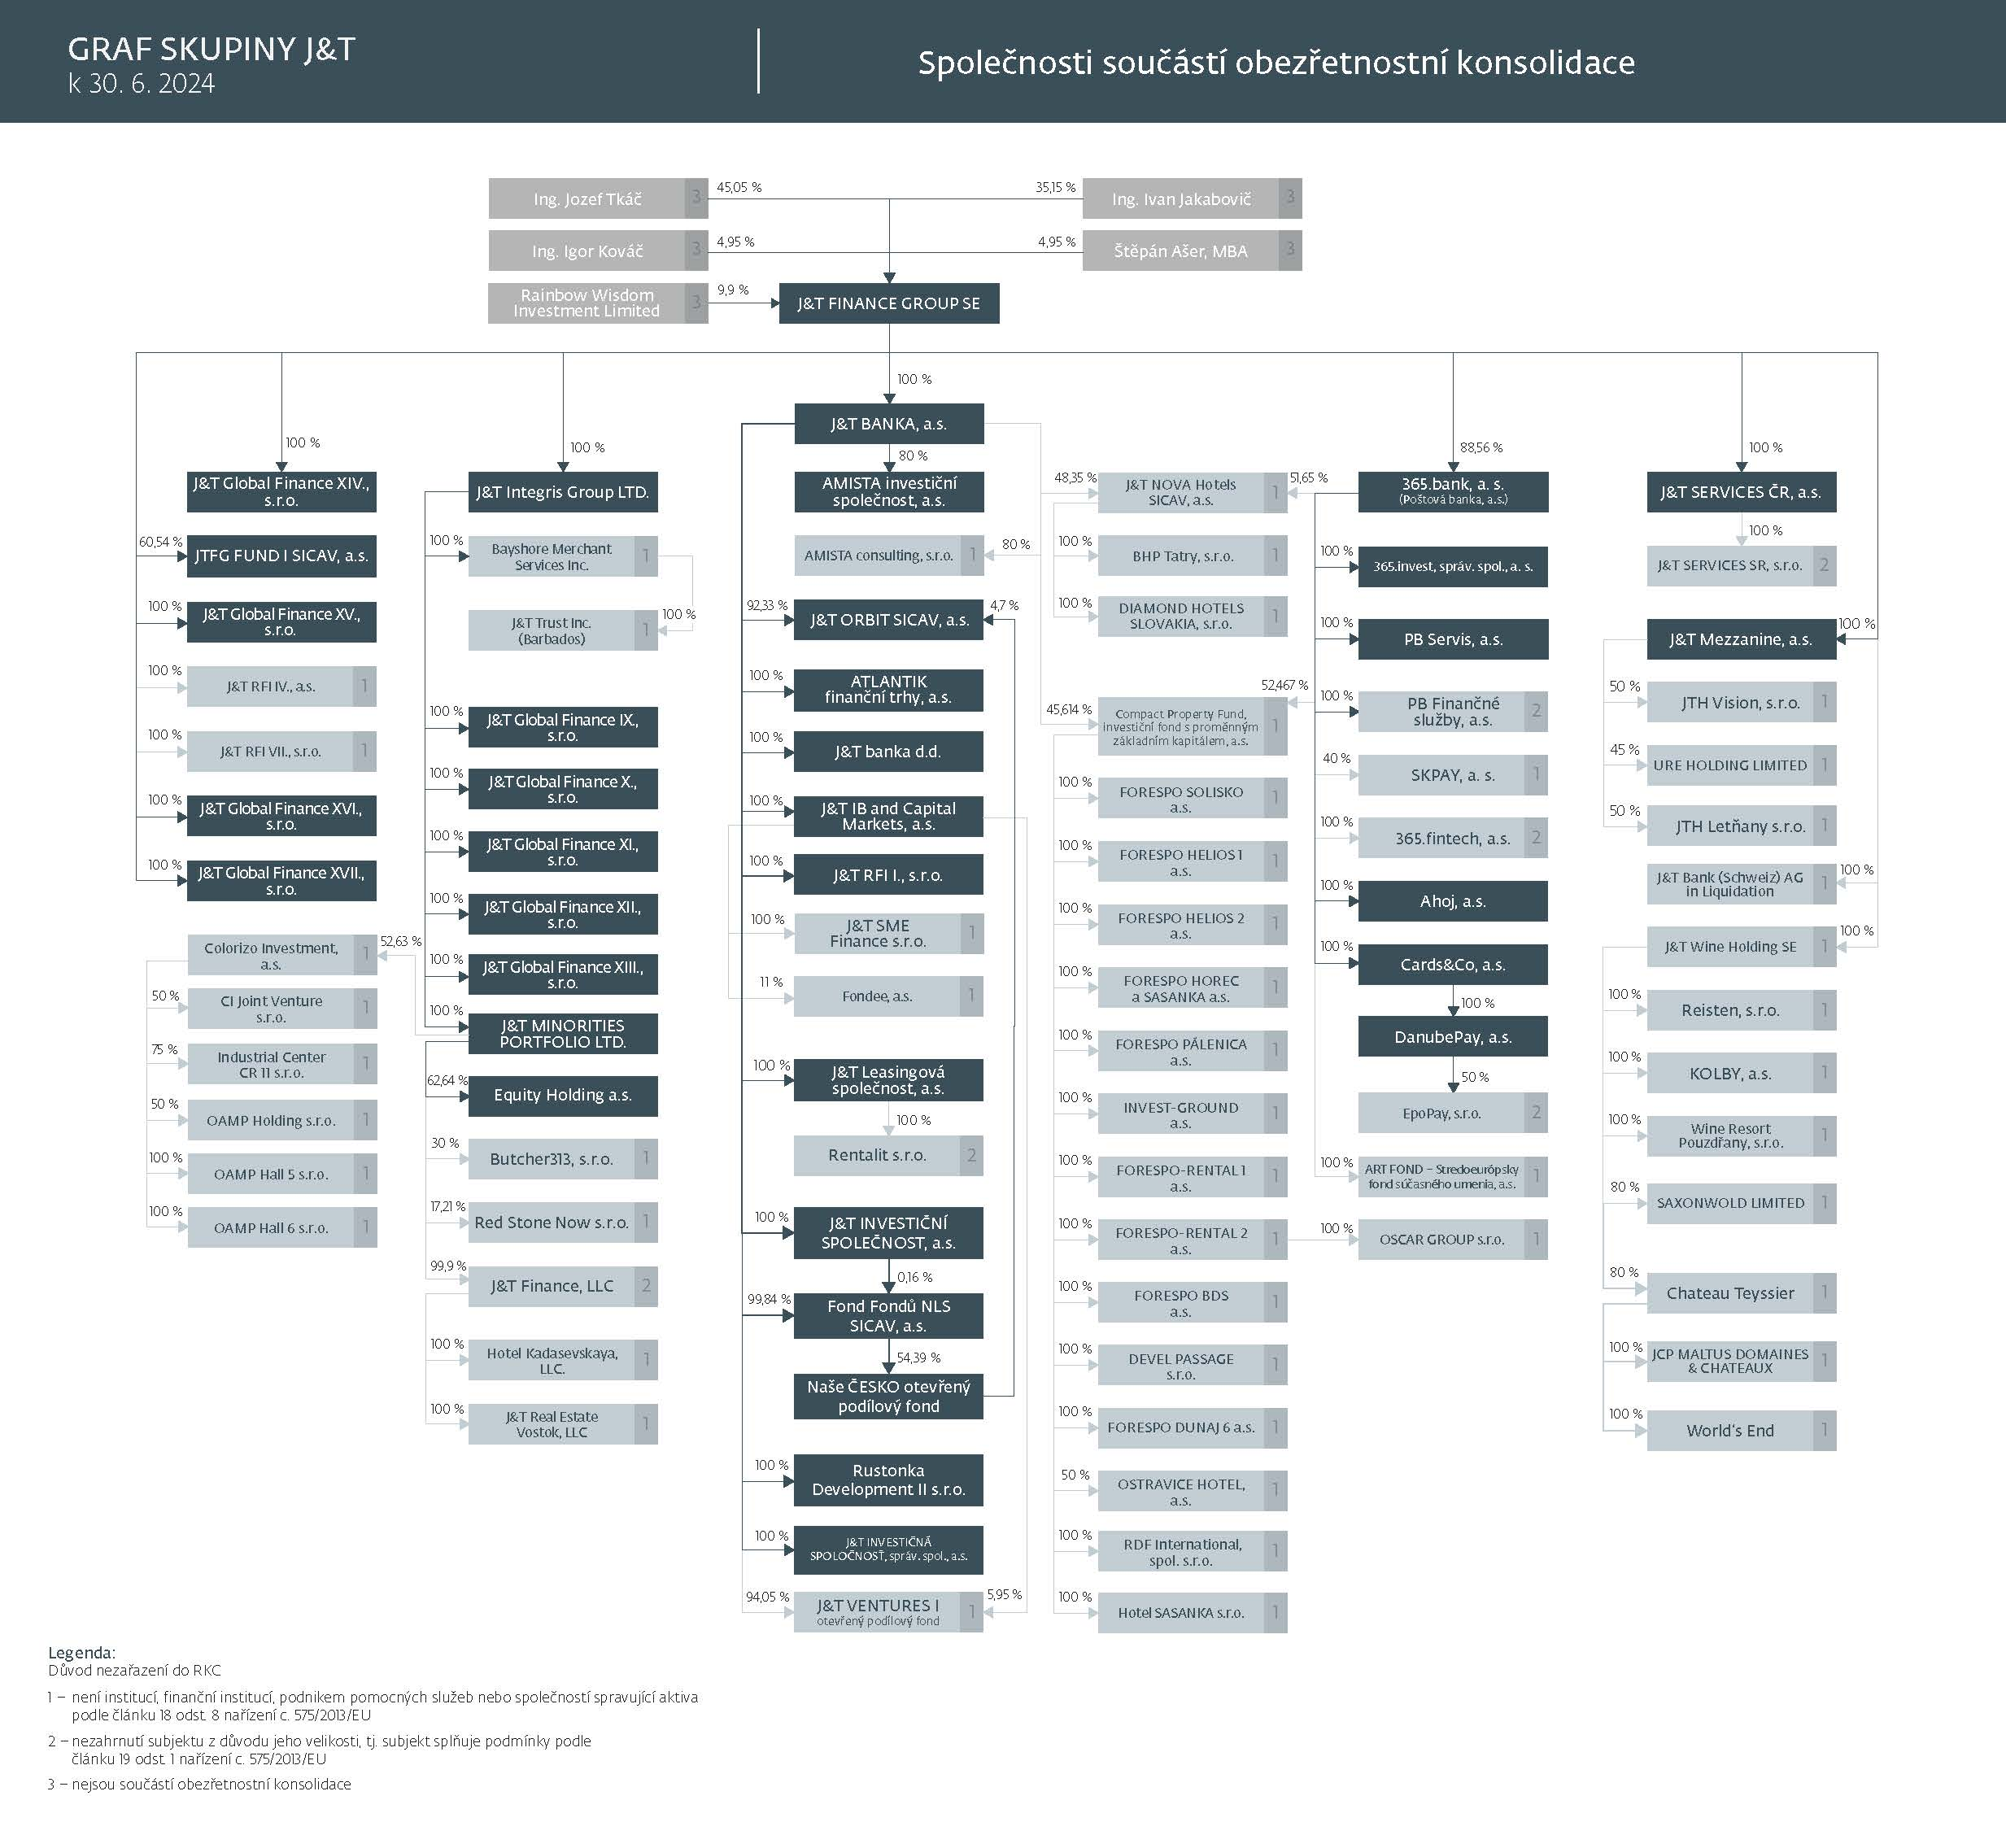 GRAF SKUPINY J&T
k 30. 6. 2024
Společnosti součástí obezřetnostní konsolidace
Ing. Jozef Tkáč
3
45,05 %
35,15 %
Ing. Ivan Jakabovič
3
Ing. Igor Kováč
3
4,95 %
4,95 %
Štěpán Ašer, MBA
3
Rainbow Wisdom
Investment Limited
3
9,9 %
J&T FINANCE GROUP SE
100 %
J&T Global Finance XIV.,
s.r.o.
60,54 %
JTFG FUND I SICAV, a.s.
100 %
J&T Global Finance XV.,
s.r.o.
100 %
J&T RFI IV., a.s.
1
100 %
J&T RFI VII., s.r.o.
1
100 %
J&T Global Finance XVI.,
s.r.o.
100 %
J&T Global Finance XVII.,
s.r.o.
Colorizo Investment,
a.s.
1
52,63 %
50 %
CI Joint Venture
s.r.o.
1
75 %
Industrial Center
CR 11 s.r.o.
1
50 %
OAMP Holding s.r.o.
1
100 %
OAMP Hall 5 s.r.o.
1
100 %
OAMP Hall 6 s.r.o.
1
100 %
J&T Integris Group LTD.
100 %
Bayshore Merchant
Services Inc.
1
100 %
J&T Trust Inc.
(Barbados)
1
100 %
J&T Global Finance IX.,
s.r.o.
100 %
J&T Global Finance X.,
s.r.o.
100 %
J&T Global Finance XI.,
s.r.o.
100 %
J&T Global Finance XII.,
s.r.o.
100 %
J&T Global Finance XIII.,
s.r.o.
100 %
J&T MINORITIES
PORTFOLIO LTD.
62,64 %
Equity Holding a.s.
30 %
Butcher313, s.r.o.
1
17,21 %
Red Stone Now s.r.o.
1
99,9 %
J&T Finance, LLC
2
100 %
Hotel Kadasevskaya,
LLC.
1
100 %
J&T Real Estate
Vostok, LLC
1
100 %
J&T BANKA, a.s.
80 %
AMISTA investiční
společnost, a.s.
AMISTA consulting, s.r.o.
1
80 %
92,33 %
J&T ORBIT SICAV, a.s.
4,7 %
100 %
ATLANTIK
finanční trhy, a.s.
100 %
J&T banka d.d.
100 %
J&T IB and Capital
Markets, a.s.
100 %
J&T RFI I., s.r.o.
100 %
J&T SME
Finance s.r.o.
1
11 %
Fondee, a.s.
1
100 %
J&T Leasingová
společnost, a.s.
100 %
Rentalit s.r.o.
2
100 %
J&T INVESTIČNÍ
SPOLEČNOST, a.s.
0,16 %
99,84 %
Fond Fondů NLS
SICAV, a.s.
54,39 %
Naše ČESKO otevřený
podílový fond
100 %
Rustonka
Development II s.r.o.
100 %
J&T INVESTIČNÁ
SPOLOČNOSŤ, správ. spol., a.s.
94,05 %
J&T VENTURES I
otevřený podílový fond
1
5,95 %
48,35 %
J&T NOVA Hotels
SICAV, a.s.
1
51,65 %
100 %
BHP Tatry, s.r.o.
1
100 %
DIAMOND HOTELS
SLOVAKIA, s.r.o.
1
45,614 %
Compact Property Fund,
investiční fond s proměnným
základním kapitálem, a.s.
1
52,467 %
100 %
FORESPO SOLISKO
a.s.
1
100 %
FORESPO HELIOS 1
a.s.
1
100 %
FORESPO HELIOS 2
a.s.
1
100 %
FORESPO HOREC
a SASANKA a.s.
1
100 %
FORESPO PÁLENICA
a.s.
1
100 %
INVEST-GROUND
a.s.
1
100 %
FORESPO-RENTAL 1
a.s.
1
100 %
FORESPO-RENTAL 2
a.s.
1
100 %
FORESPO BDS
a.s.
1
100 %
DEVEL PASSAGE
s.r.o.
1
100 %
FORESPO DUNAJ 6 a.s.
1
50 %
OSTRAVICE HOTEL,
a.s.
1
100 %
RDF International,
spol. s.r.o.
1
100 %
Hotel SASANKA s.r.o.
1
88,56 %
365.bank, a. s.
(Poštová banka, a.s.)
100 %
365.invest, správ. spol., a. s.
100 %
PB Servis, a.s.
100 %
PB Finančné
služby, a.s.
2
40 %
SKPAY, a. s.
1
100 %
365.fintech, a.s.
2
100 %
Ahoj, a.s.
100 %
Cards&Co, a.s.
100 %
DanubePay, a.s.
50 %
EpoPay, s.r.o.
2
100 %
ART FOND – Stredoeurópsky
fond súčasného umenia, a.s.
1
100 %
OSCAR GROUP s.r.o.
1
100 %
J&T SERVICES ČR, a.s.
100 %
J&T SERVICES SR, s.r.o.
2
100 %
J&T Mezzanine, a.s.
50 %
JTH Vision, s.r.o.
1
45 %
URE HOLDING LIMITED
1
50 %
JTH Letňany s.r.o.
1
J&T Bank (Schweiz) AG
in Liquidation
1
100 %
J&T Wine Holding SE
1
100 %
100 %
Reisten, s.r.o.
1
100 %
KOLBY, a.s.
1
100 %
Wine Resort
Pouzdřany, s.r.o.
1
80 %
SAXONWOLD LIMITED
1
80 %
Chateau Teyssier
1
100 %
JCP MALTUS DOMAINES
& CHATEAUX
1
100 %
World's End
1
Legenda:
Důvod nezařazení do RKC
1 – není institucí, finanční institucí, podnikem pomocných služeb nebo společností spravující aktiva
podle článku 18 odst. 8 nařízení c. 575/2013/EU
2 – nezahrnutí subjektu z důvodu jeho velikosti, tj. subjekt splňuje podmínky podle
článku 19 odst. 1 nařízení c. 575/2013/EU
3 – nejsou součástí obezřetnostní konsolidace